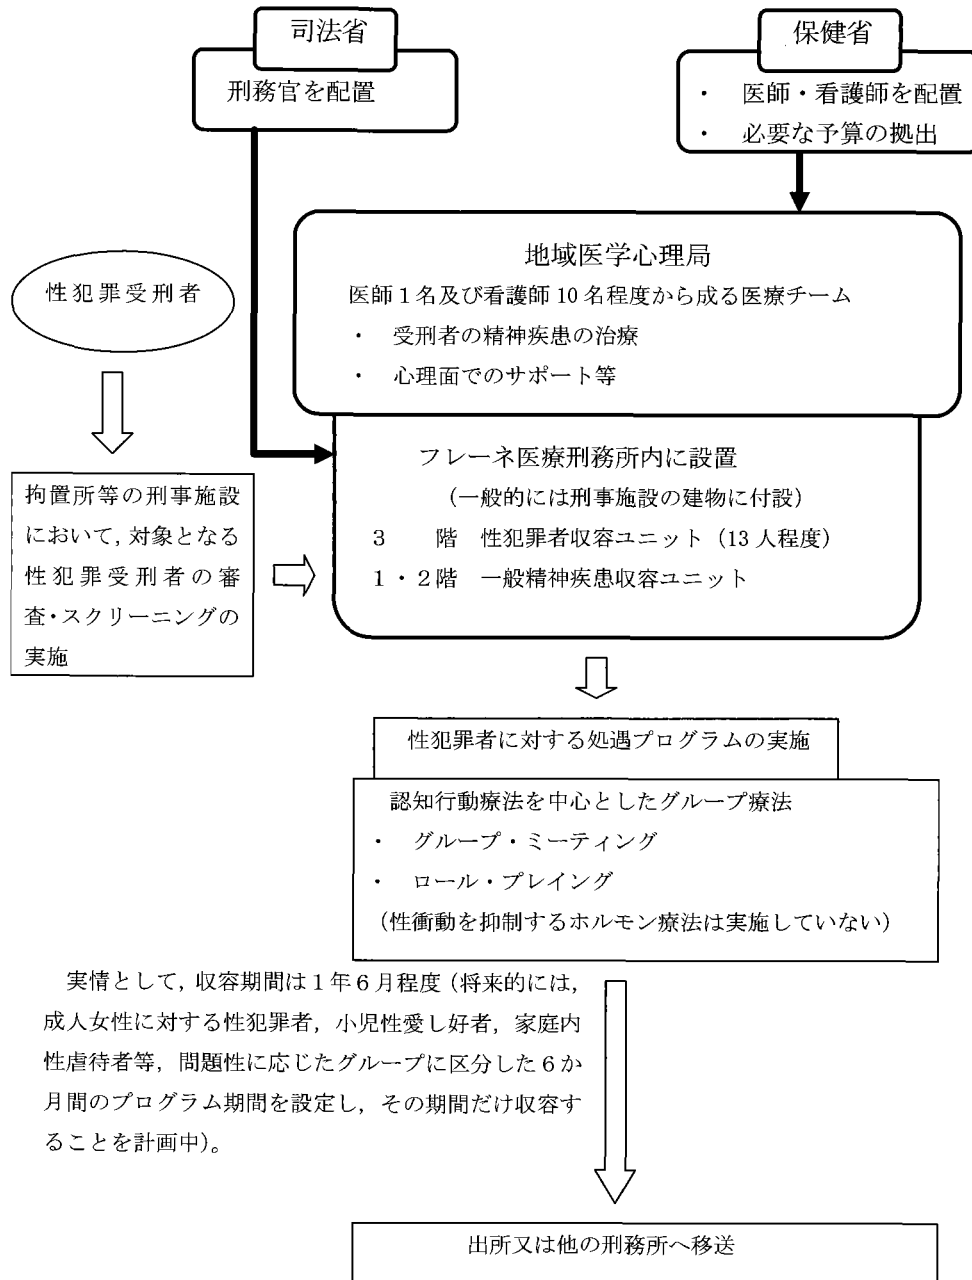 司法省
刑務官を配置
保健省
・ 医師・看護師を配置
・ 必要な予算の拠出
地域医学心理局
医師1名及び看護師10名程度から成る医療チーム
・ 受刑者の精神疾患の治療
・ 心理面でのサポート等
性犯罪受刑者
フレーネ医療刑務所内に設置
(一般的には刑事施設の建物に付設)
3 階 性犯罪者収容ユニット(13人程度)
1・2階 一般精神疾患収容ユニット
拘置所等の刑事施設
において,対象となる
性犯罪受刑者の審
査・スクリーニングの
実施
性犯罪者に対する処遇プログラムの実施
認知行動療法を中心としたグループ療法
・ グループ・ミーティング
・ ロール・プレイング
(性衝動を抑制するホルモン療法は実施していない)
実情として,収容期間は1年6月程度(将来的には,
成人女性に対する性犯罪者,小児性愛し好者,家庭内
性虐待者等,問題性に応じたグループに区分した6か
月間のプログラム期間を設定し,その期間だけ収容す
ることを計画中)。
出所又は他の刑務所へ移送